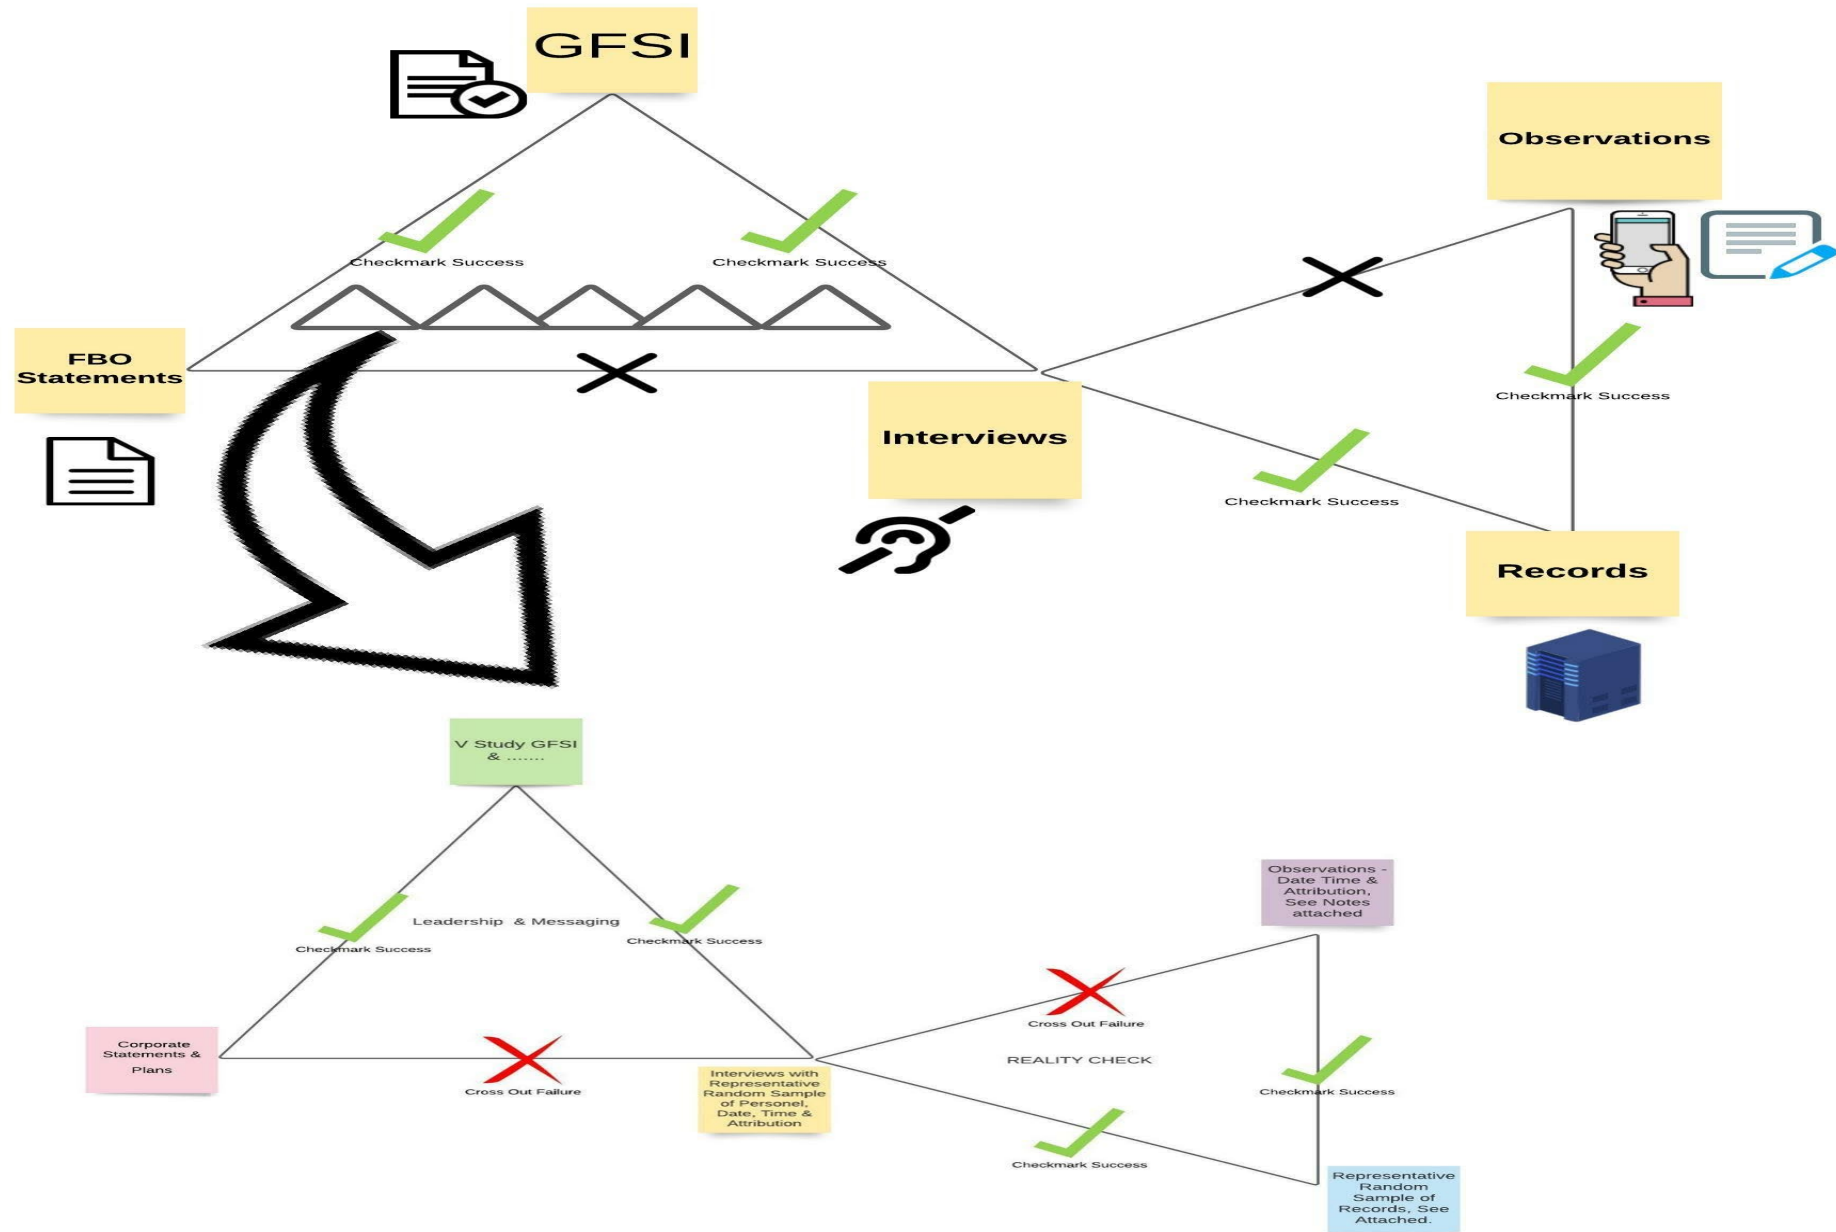 GFSI
Observations
Checkmark Success
Checkmark Success
FBO
Statements
Checkmark Success
Interviews
Checkmark Success
Records
V Study GFSI
& .......
Observations -
Date Time &
Attribution,
See Notes
attached
Leadership & Messaging
Checkmark Success
Checkmark Success
Cross Out Failure
Corporate
Statements &
Plans
REALITY CHECK
Cross Out Failure
Interviews with
Representative
Random Sample
of Personel,
Date, Time &
Attribution
Checkmark Success
Checkmark Success
Representative
Random
Sample of
Records, See
Attached.